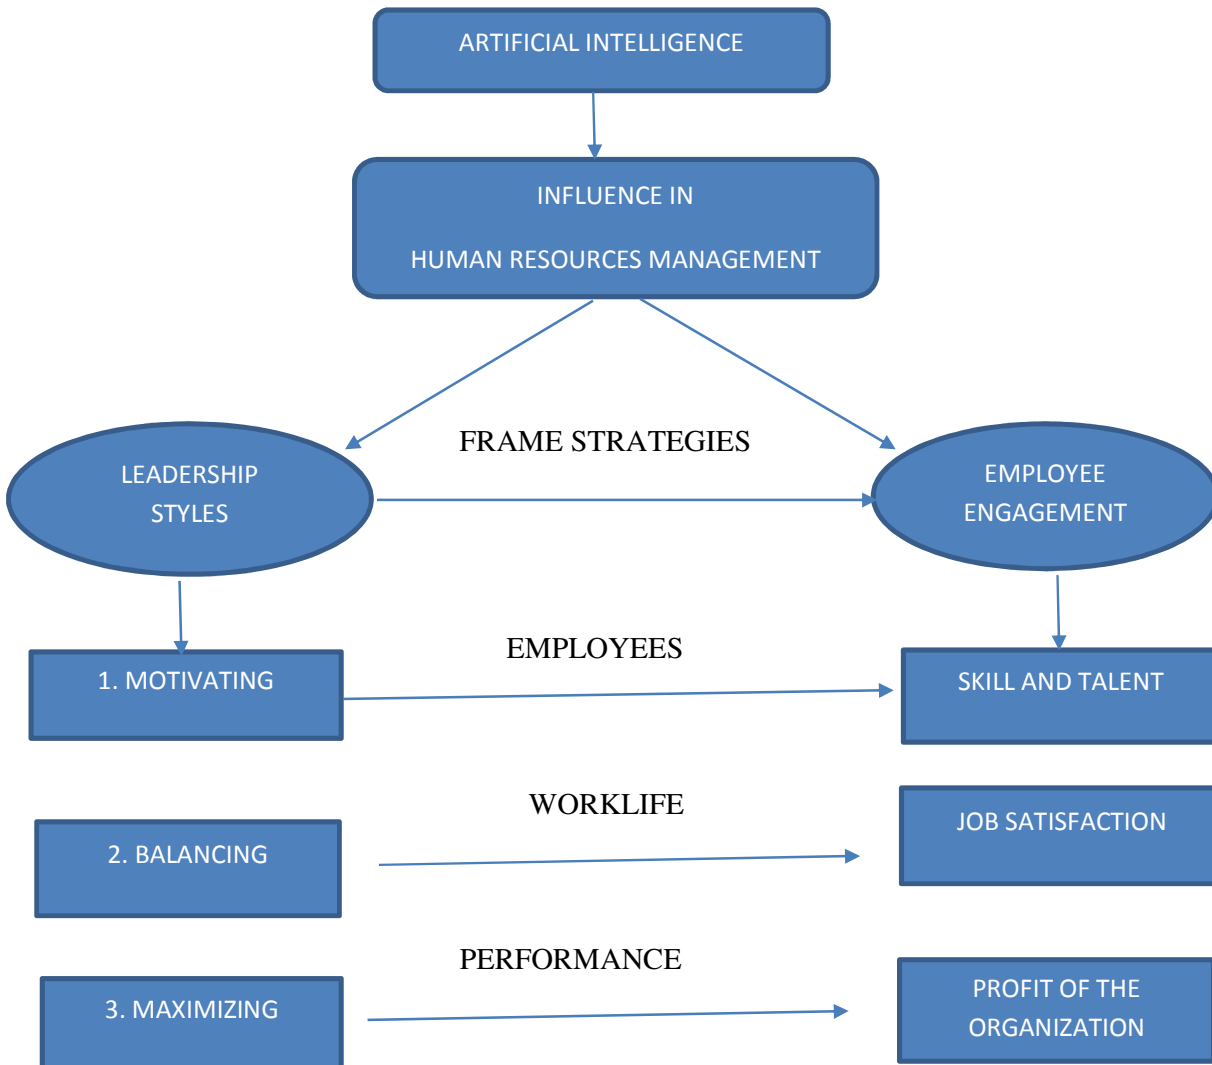 ARTIFICIAL INTELLIGENCE
INFLUENCE IN
HUMAN RESOURCES MANAGEMENT
FRAME STRATEGIES
LEADERSHIP
STYLES
EMPLOYEE
ENGAGEMENT
EMPLOYEES
1. MOTIVATING
SKILL AND TALENT
WORKLIFE
2. BALANCING
JOB SATISFACTION
PERFORMANCE
3. MAXIMIZING
PROFIT OF THE
ORGANIZATION